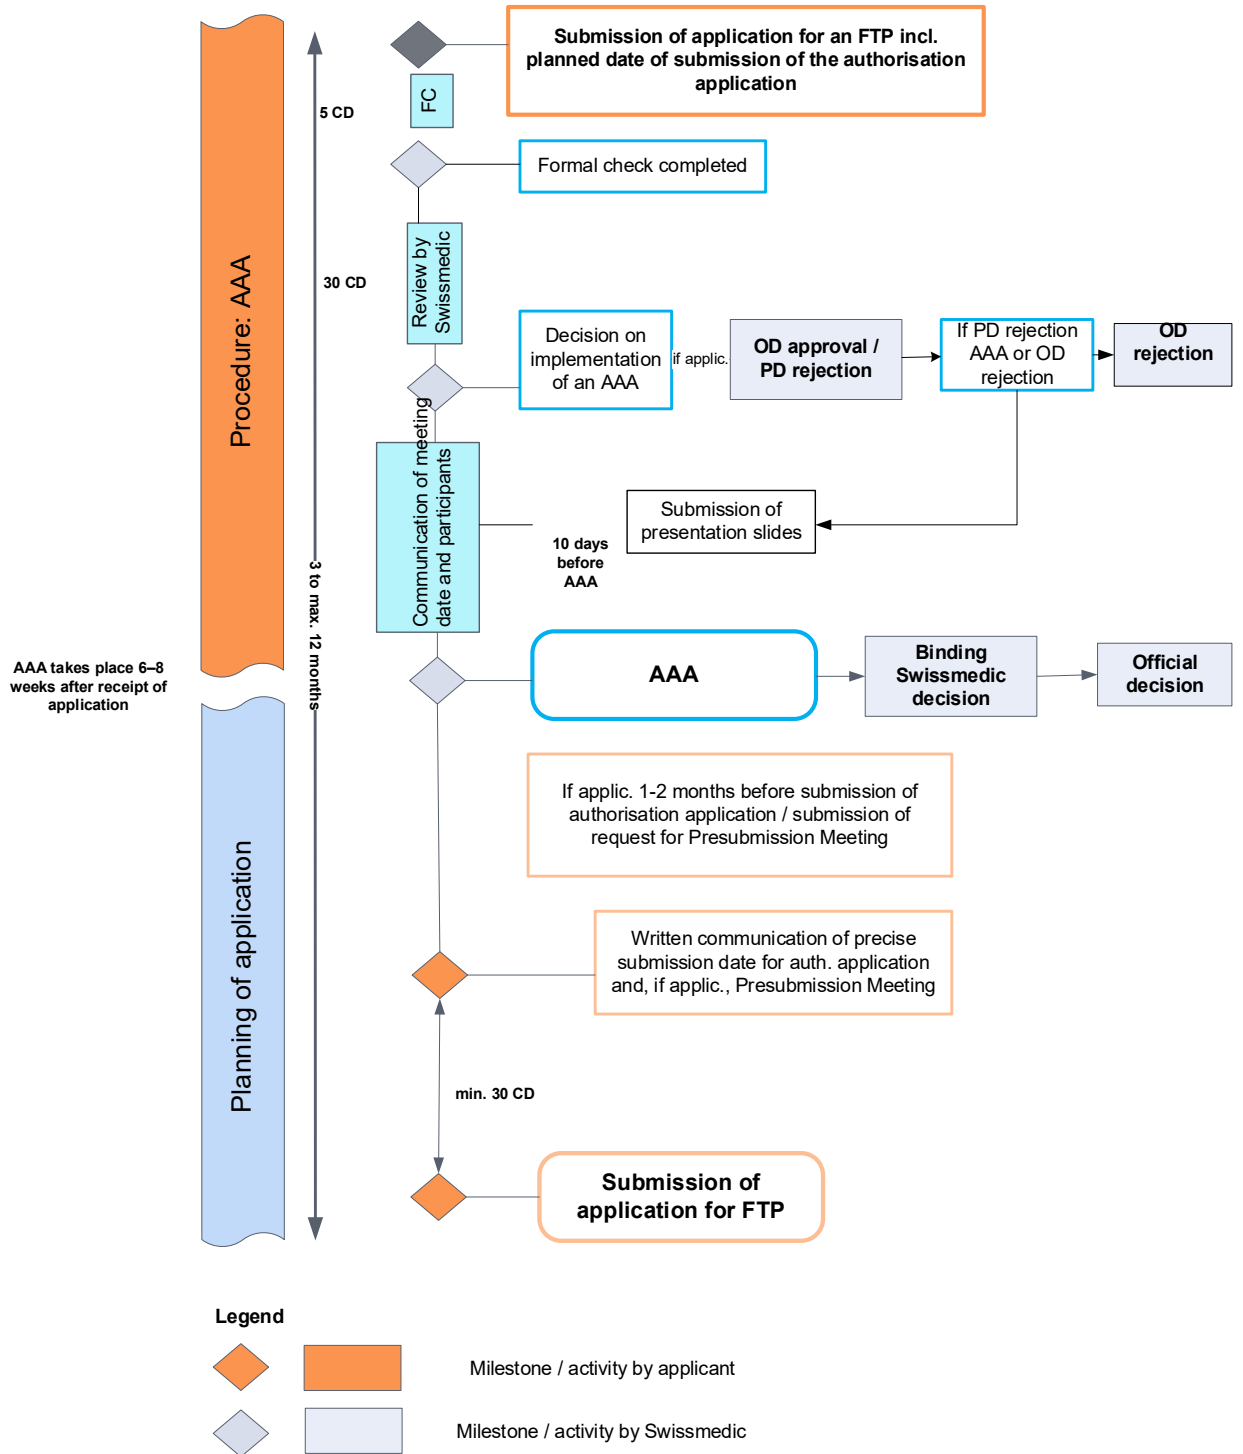 Submission of application for an FTP incl.
planned date of submission of the authorisation
application
FC
5 CD
Formal check completed
Procedure: AAA
Review by
Swissmedic
30 CD
Decision on
implementation
of an AAA
if applic.
OD approval /
PD rejection
If PD rejection
AAA or OD
rejection
OD
rejection
Communication of meeting
date and participants
Submission of
presentation slides
10 days
before
AAA
3 to max. 12 months
AAA takes place 6–8
weeks after receipt of
application
AAA
Binding
Swissmedic
decision
Official
decision
If applic. 1-2 months before submission of
authorisation application / submission of
request for Presubmission Meeting
Planning of application
Written communication of precise
submission date for auth. application
and, if applic., Presubmission Meeting
min. 30 CD
Submission of
application for FTP
Legend
Milestone / activity by applicant
Milestone / activity by Swissmedic